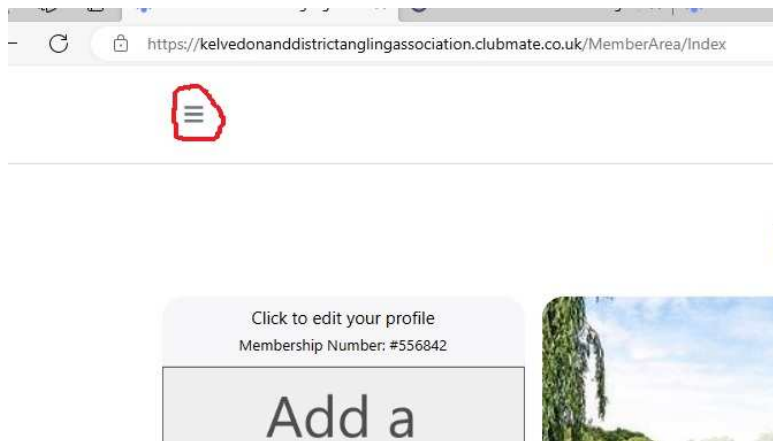 https://kelvedonanddistrictanglingassociation.clubmate.co.uk/MemberArea/Index
Click to edit your profile
Membership Number: #556842
Add a